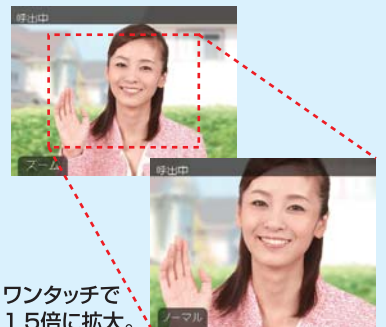 呼出中
ズーム
呼出中
ノーマル
ワンタッチで
1.5倍に拡大。